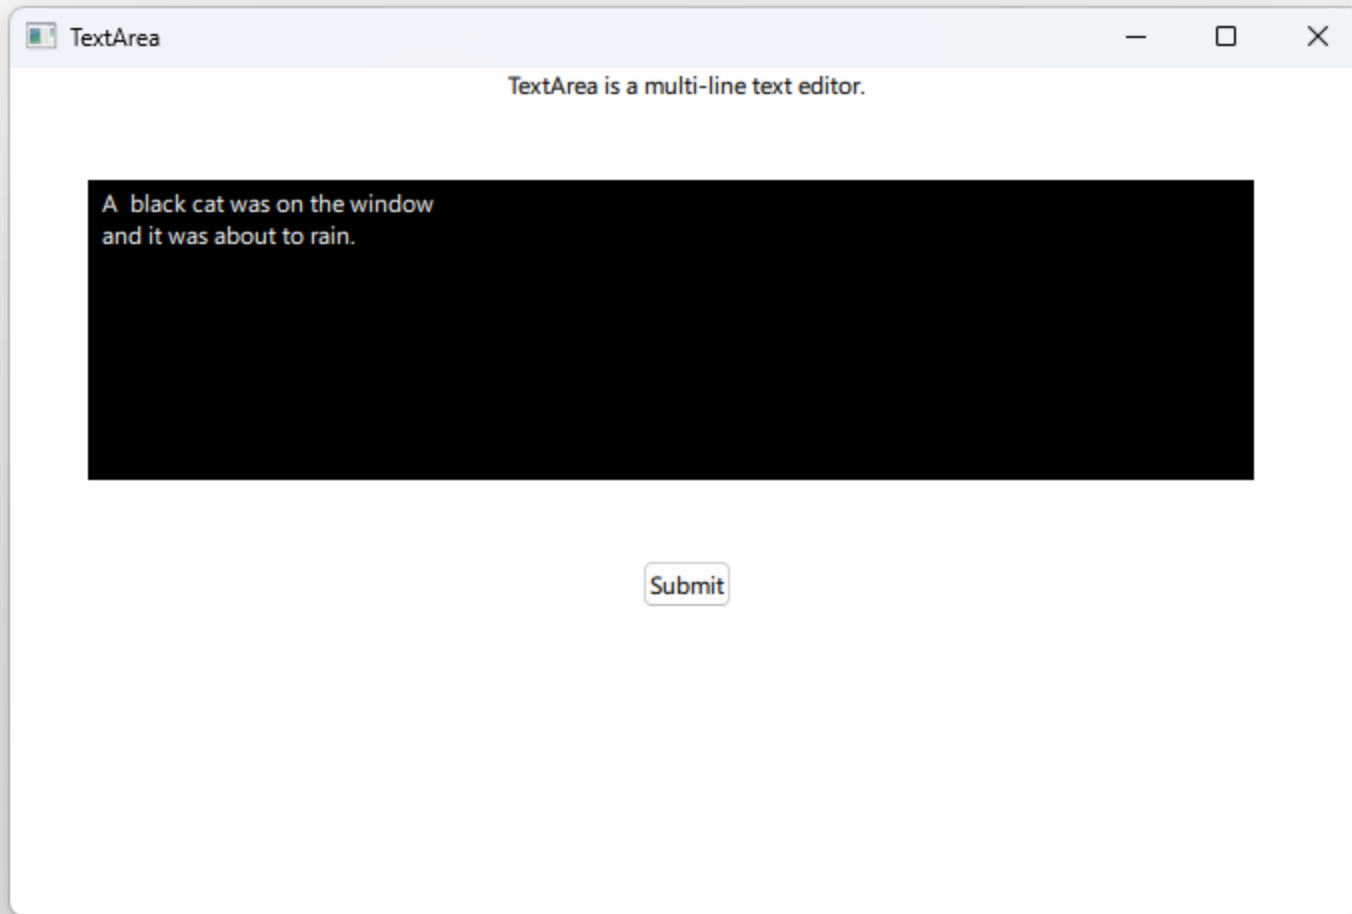 TextArea
TextArea is a multi-line text editor.
A  black cat was on the window
and it was about to rain.
Submit